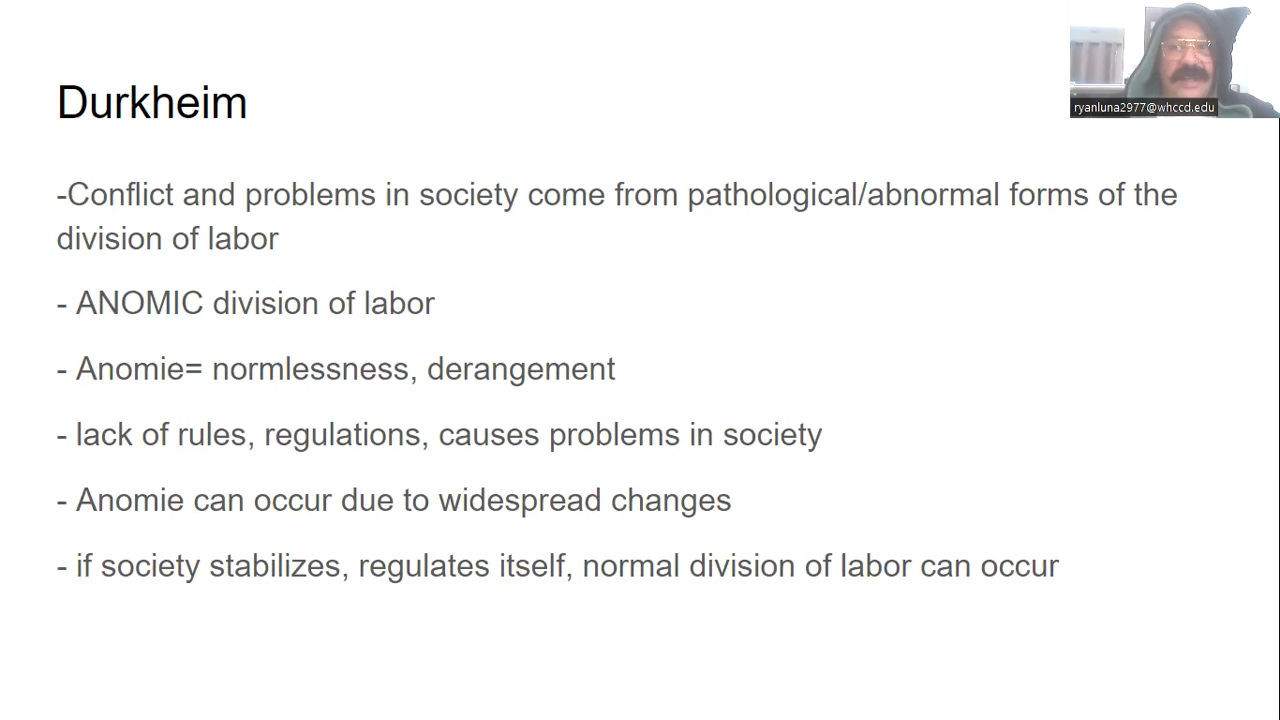 Durkheim
ryanluna2977@whccd.edu
-Conflict and problems in society come from pathological/abnormal forms of the
division of labor
- ANOMIC division of labor
- Anomie= normlessness, derangement
- lack of rules, regulations, causes problems in society
- Anomie can occur due to widespread changes
- if society stabilizes, regulates itself, normal division of labor can occur